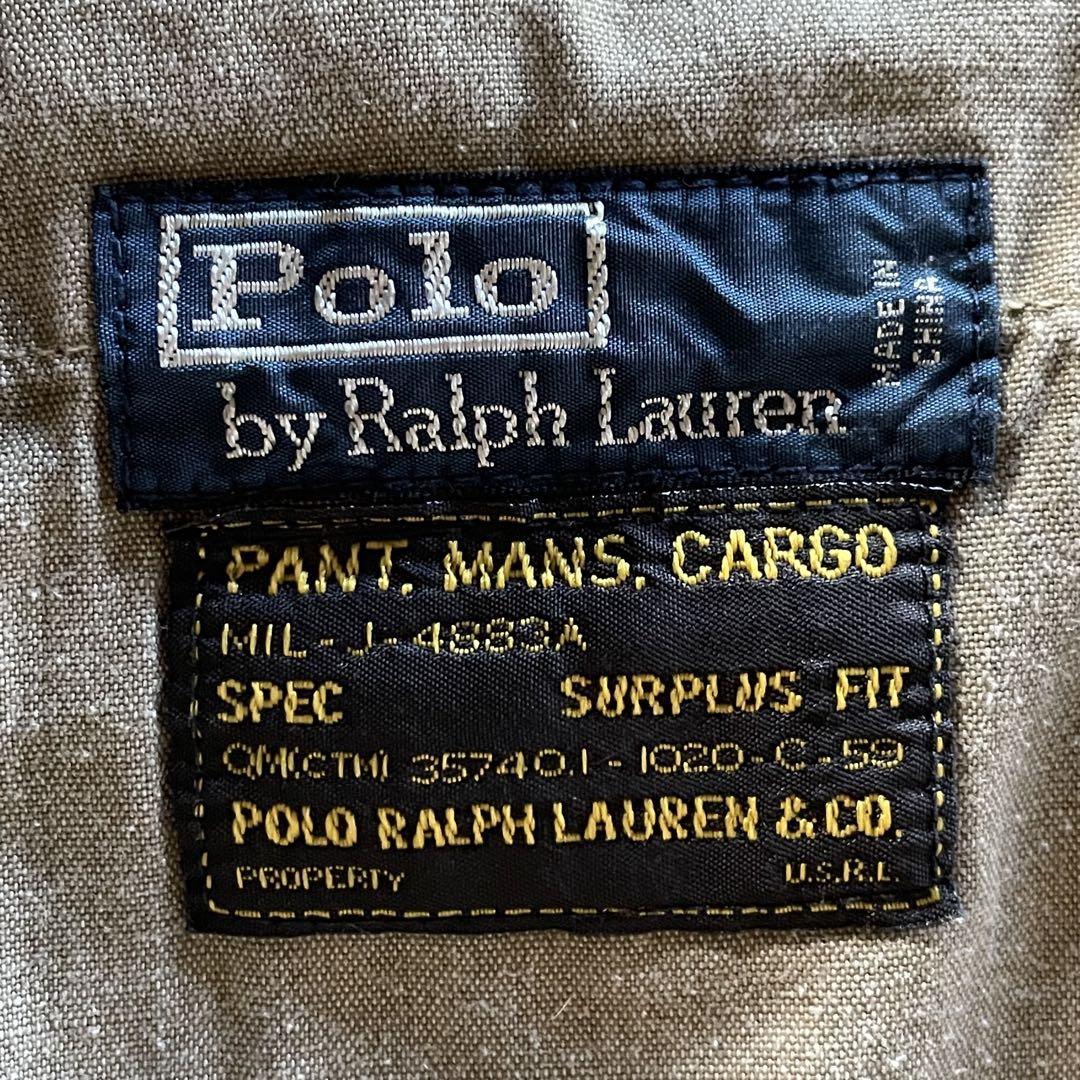 Polo
by Ralph Lauren
MADE IN
CHINA.
PANT, MANS, CARGO
MIL-J-4883A
SPEC SURPLUS FIT
QM(CTM) 35740.1-1020-C-59
POLO RALPH LAUREN & CO.
PROPERTY U.S.R.L.